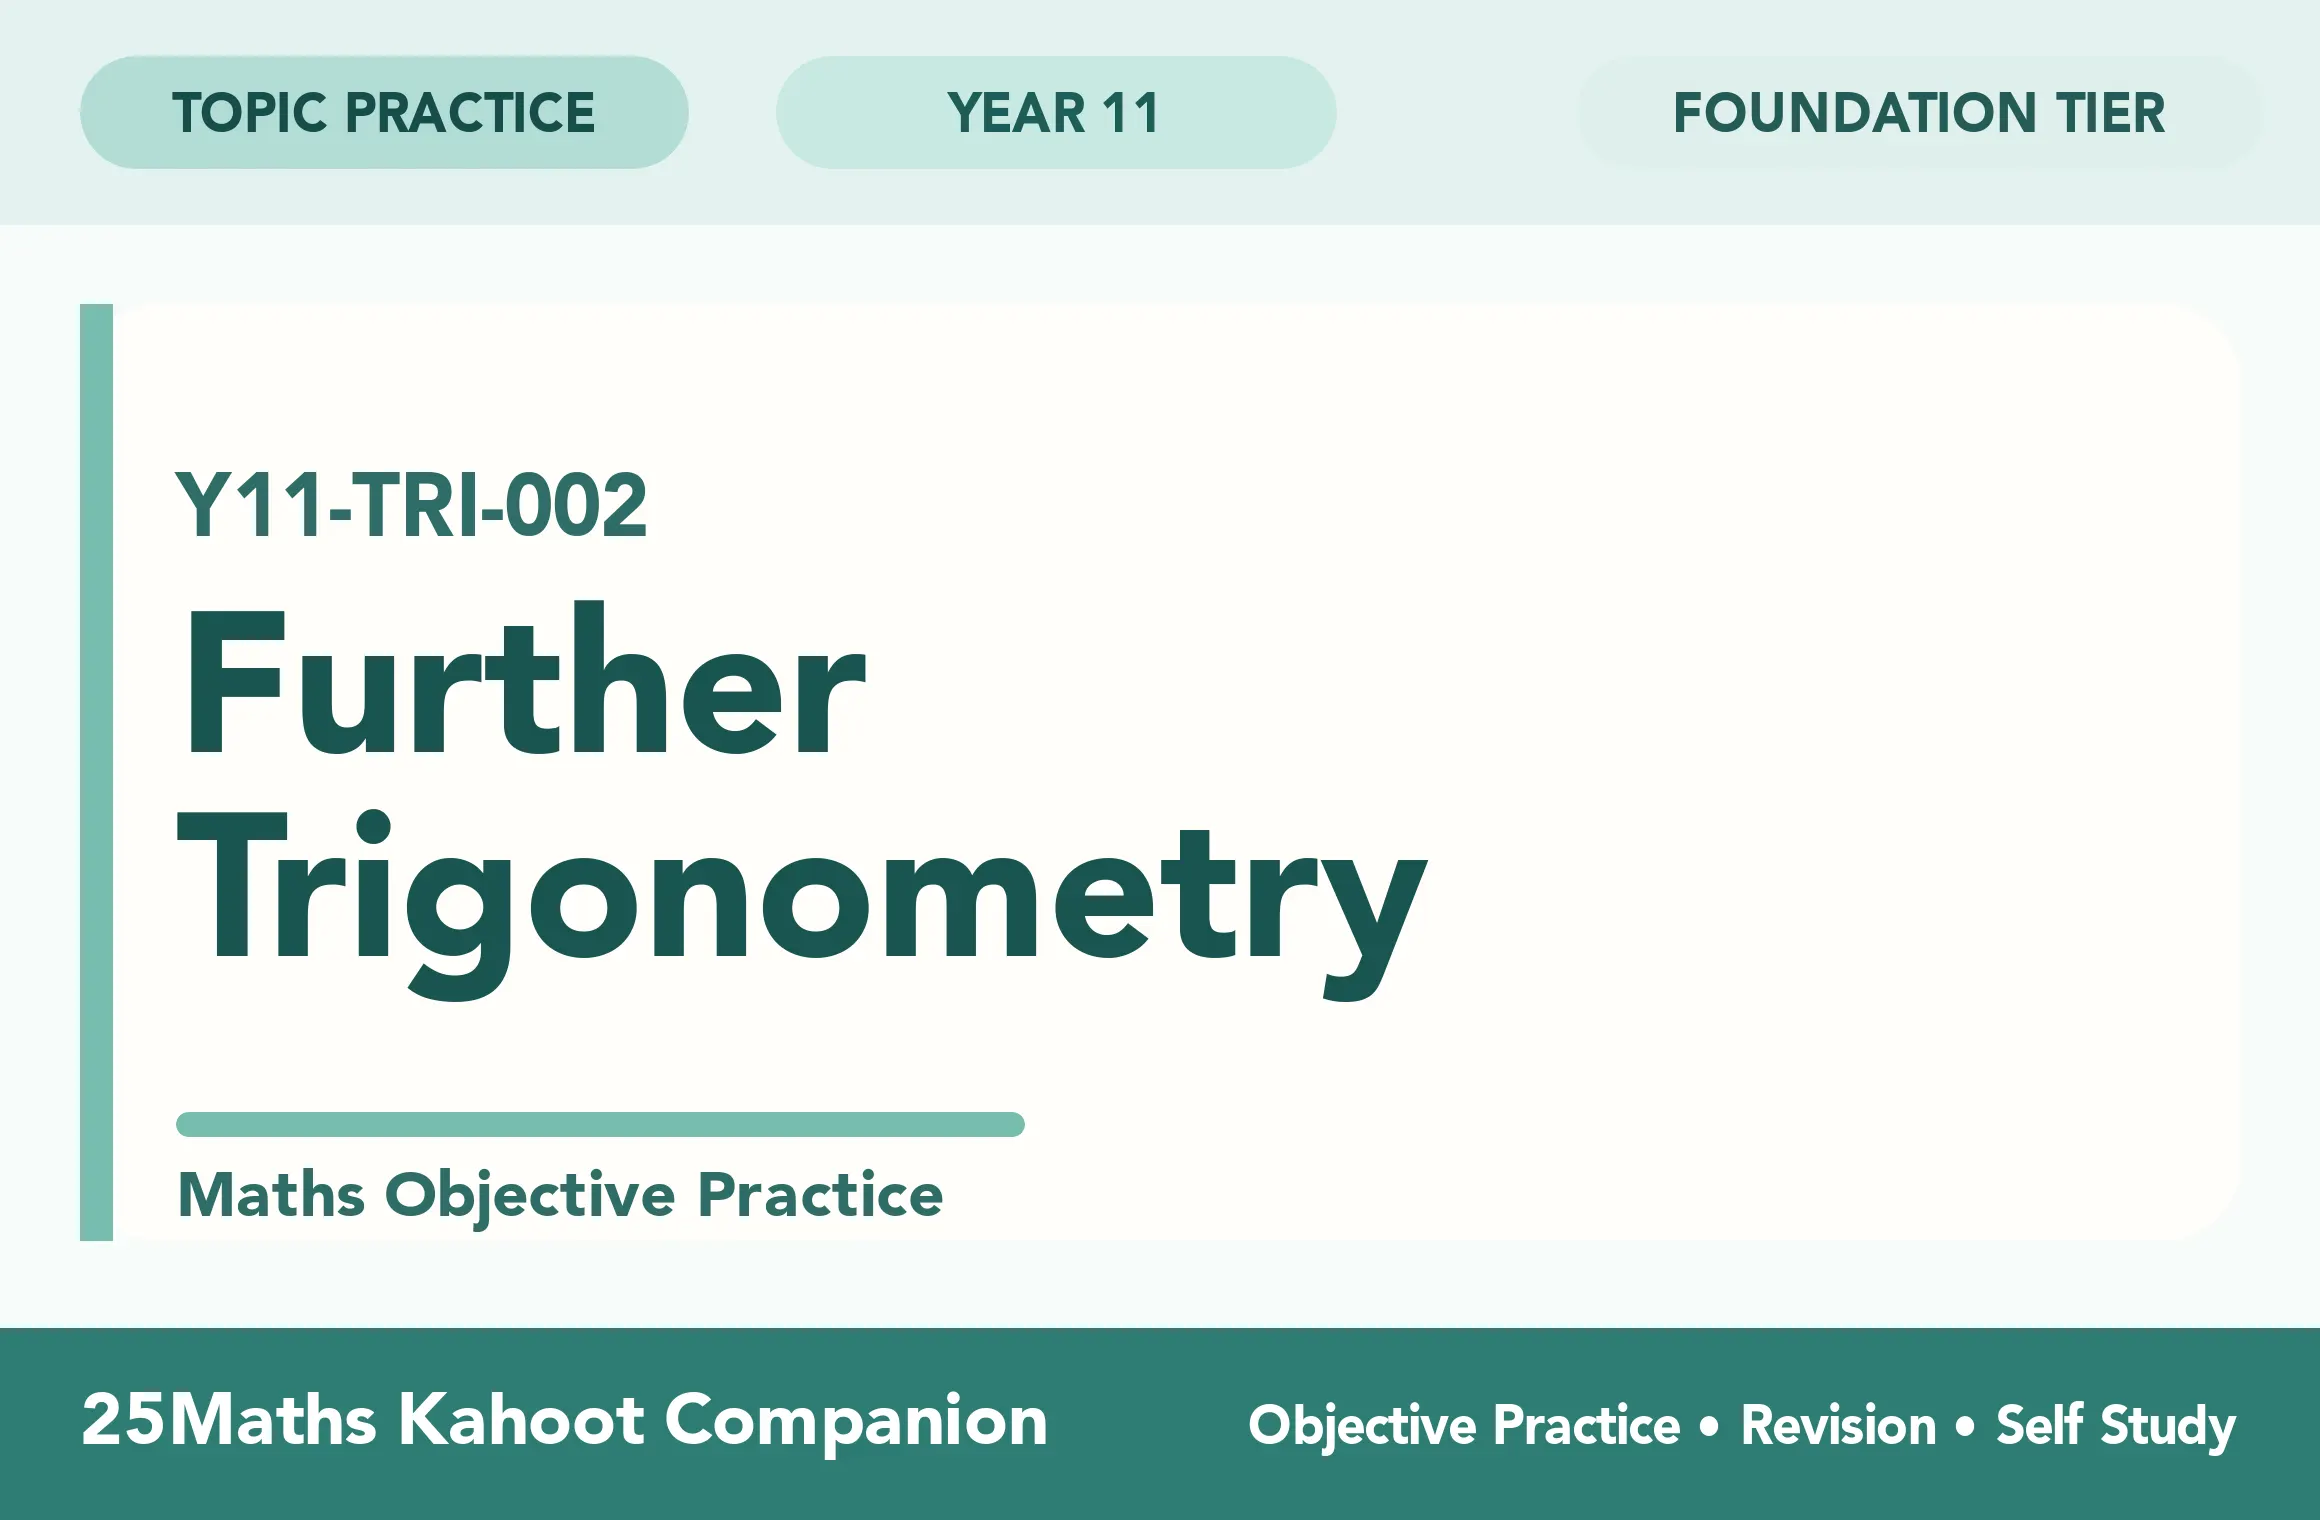 TOPIC PRACTICE
YEAR 11
FOUNDATION TIER
Y11-TRI-002
Further
Trigonometry
Maths Objective Practice
25Maths Kahoot Companion
Objective Practice • Revision • Self Study